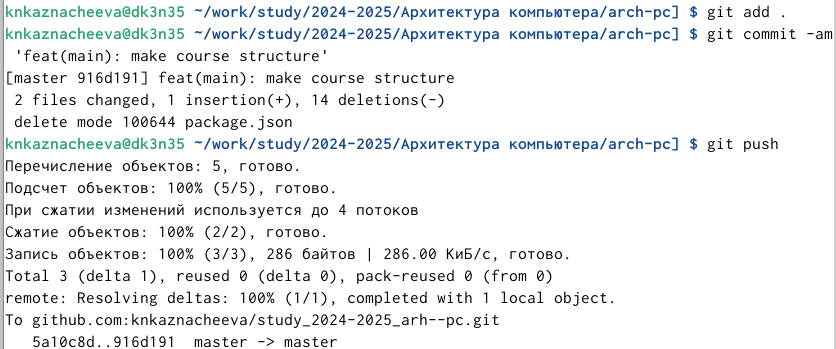 knkaznacheeva@dk3n35 ~/work/study/2024-2025/Архитектура компьютера/arch-pc] $ git add .
knkaznacheeva@dk3n35 ~/work/study/2024-2025/Архитектура компьютера/arch-pc] $ git commit -am
 'feat(main): make course structure'
[master 916d191] feat(main): make course structure
 2 files changed, 1 insertion(+), 14 deletions(-)
 delete mode 100644 package.json
knkaznacheeva@dk3n35 ~/work/study/2024-2025/Архитектура компьютера/arch-pc] $ git push
Перечисление объектов: 5, готово.
Подсчет объектов: 100% (5/5), готово.
При сжатии изменений используется до 4 потоков
Сжатие объектов: 100% (2/2), готово.
Запись объектов: 100% (3/3), 286 байтов | 286.00 КиБ/с, готово.
Total 3 (delta 1), reused 0 (delta 0), pack-reused 0 (from 0)
remote: Resolving deltas: 100% (1/1), completed with 1 local object.
To github.com:knkaznacheeva/study_2024-2025_arh--pc.git
   5a10c8d..916d191  master -> master